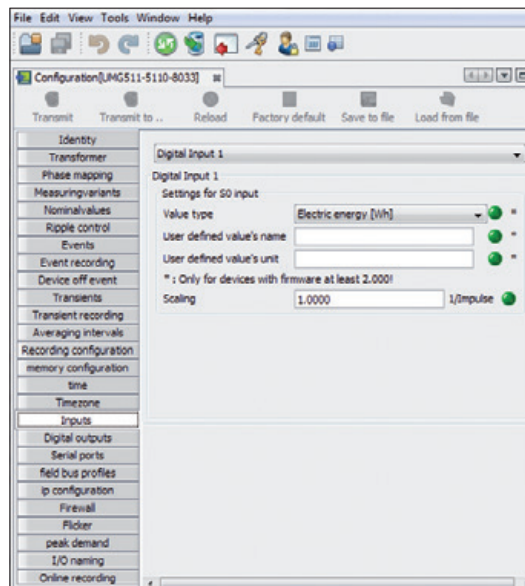 File Edit View Tools Window Help
Configuration[UMG511-5110-8033]
Transmit Transmit to .. Reload Factory default Save to file Load from file
Identity
Transformer
Phase mapping
Measuringvariants
Nominalvalues
Ripple control
Events
Event recording
Device off event
Transients
Transient recording
Averaging intervals
Recording configuration
memory configuration
time
Timezone
Inputs
Digital outputs
Serial ports
field bus profiles
ip configuration
Firewall
Flicker
peak demand
I/O naming
Online recording
Digital Input 1
Digital Input 1
Settings for S0 input
Value type Electric energy [Wh] *
User defined value's name *
User defined value's unit *
* : Only for devices with firmware at least 2.000!
Scaling 1.0000 1/Impulse